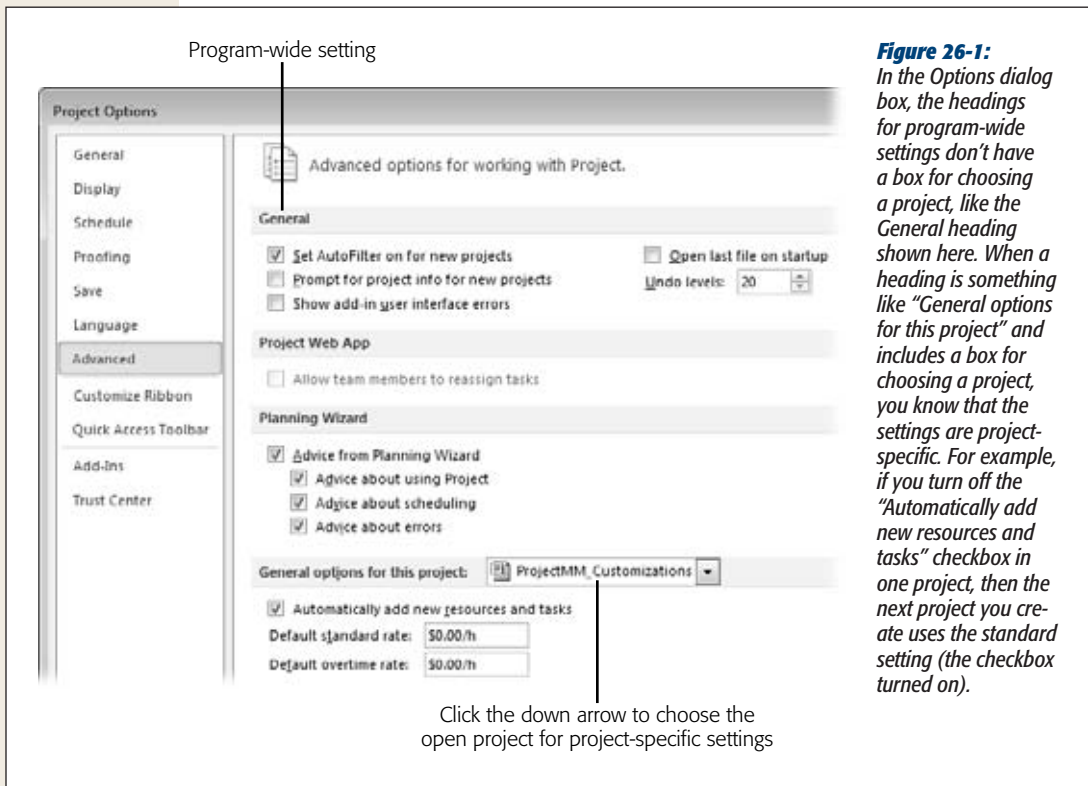 Program-wide setting
Project Options
General
Display
Schedule
Proofing
Save
Language
Advanced
Customize Ribbon
Quick Access Toolbar
Add-Ins
Trust Center
Advanced options for working with Project.
General
Set AutoFilter on for new projects
Open last file on startup
Prompt for project info for new projects
Undo levels: 20
Show add-in user interface errors
Project Web App
Allow team members to reassign tasks
Planning Wizard
Advice from Planning Wizard
Advice about using Project
Advice about scheduling
Advice about errors
General options for this project: ProjectMM_Customizations
Automatically add new resources and tasks
Default standard rate: $0.00/h
Default overtime rate: $0.00/h
Click the down arrow to choose the
open project for project-specific settings
Figure 26-1:
In the Options dialog
box, the headings
for program-wide
settings don't have
a box for choosing
a project, like the
General heading
shown here. When a
heading is something
like “General options
for this project” and
includes a box for
choosing a project,
you know that the
settings are project-
specific. For example,
if you turn off the
“Automatically add
new resources and
tasks” checkbox in
one project, then the
next project you cre-
ate uses the standard
setting (the checkbox
turned on).